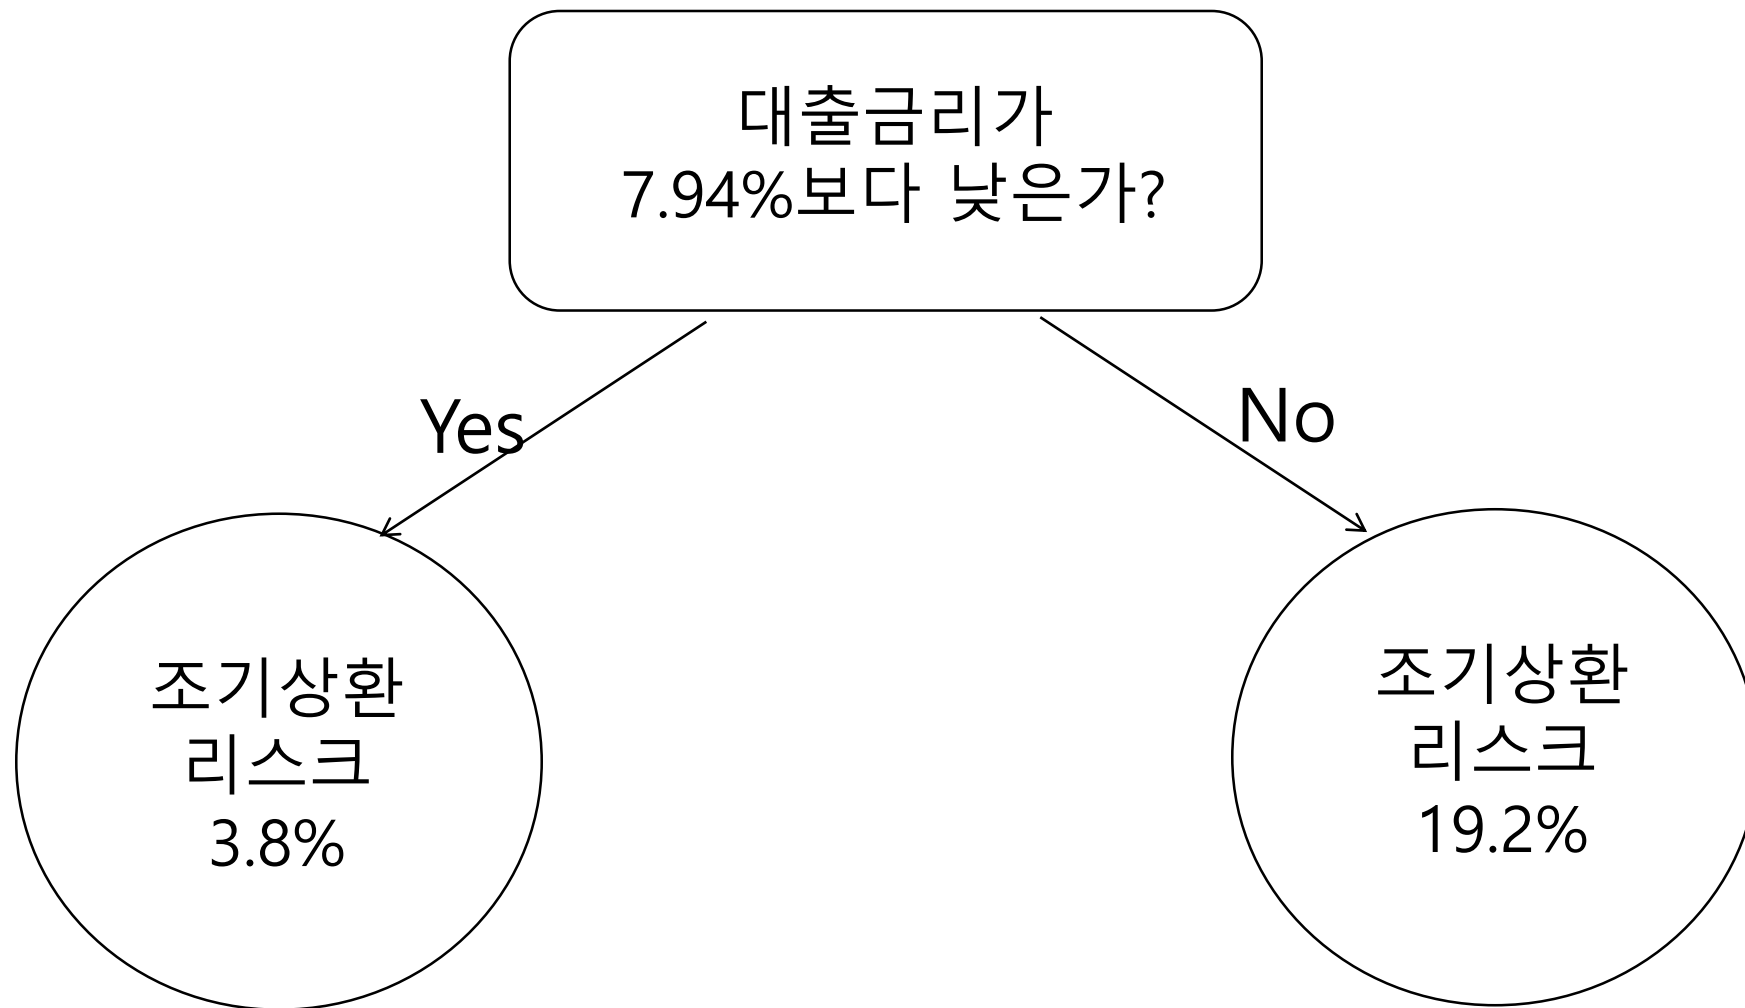 대출금리가
7.94%보다 낮은가?
Yes
No
조기상환
리스크
3.8%
조기상환
리스크
19.2%